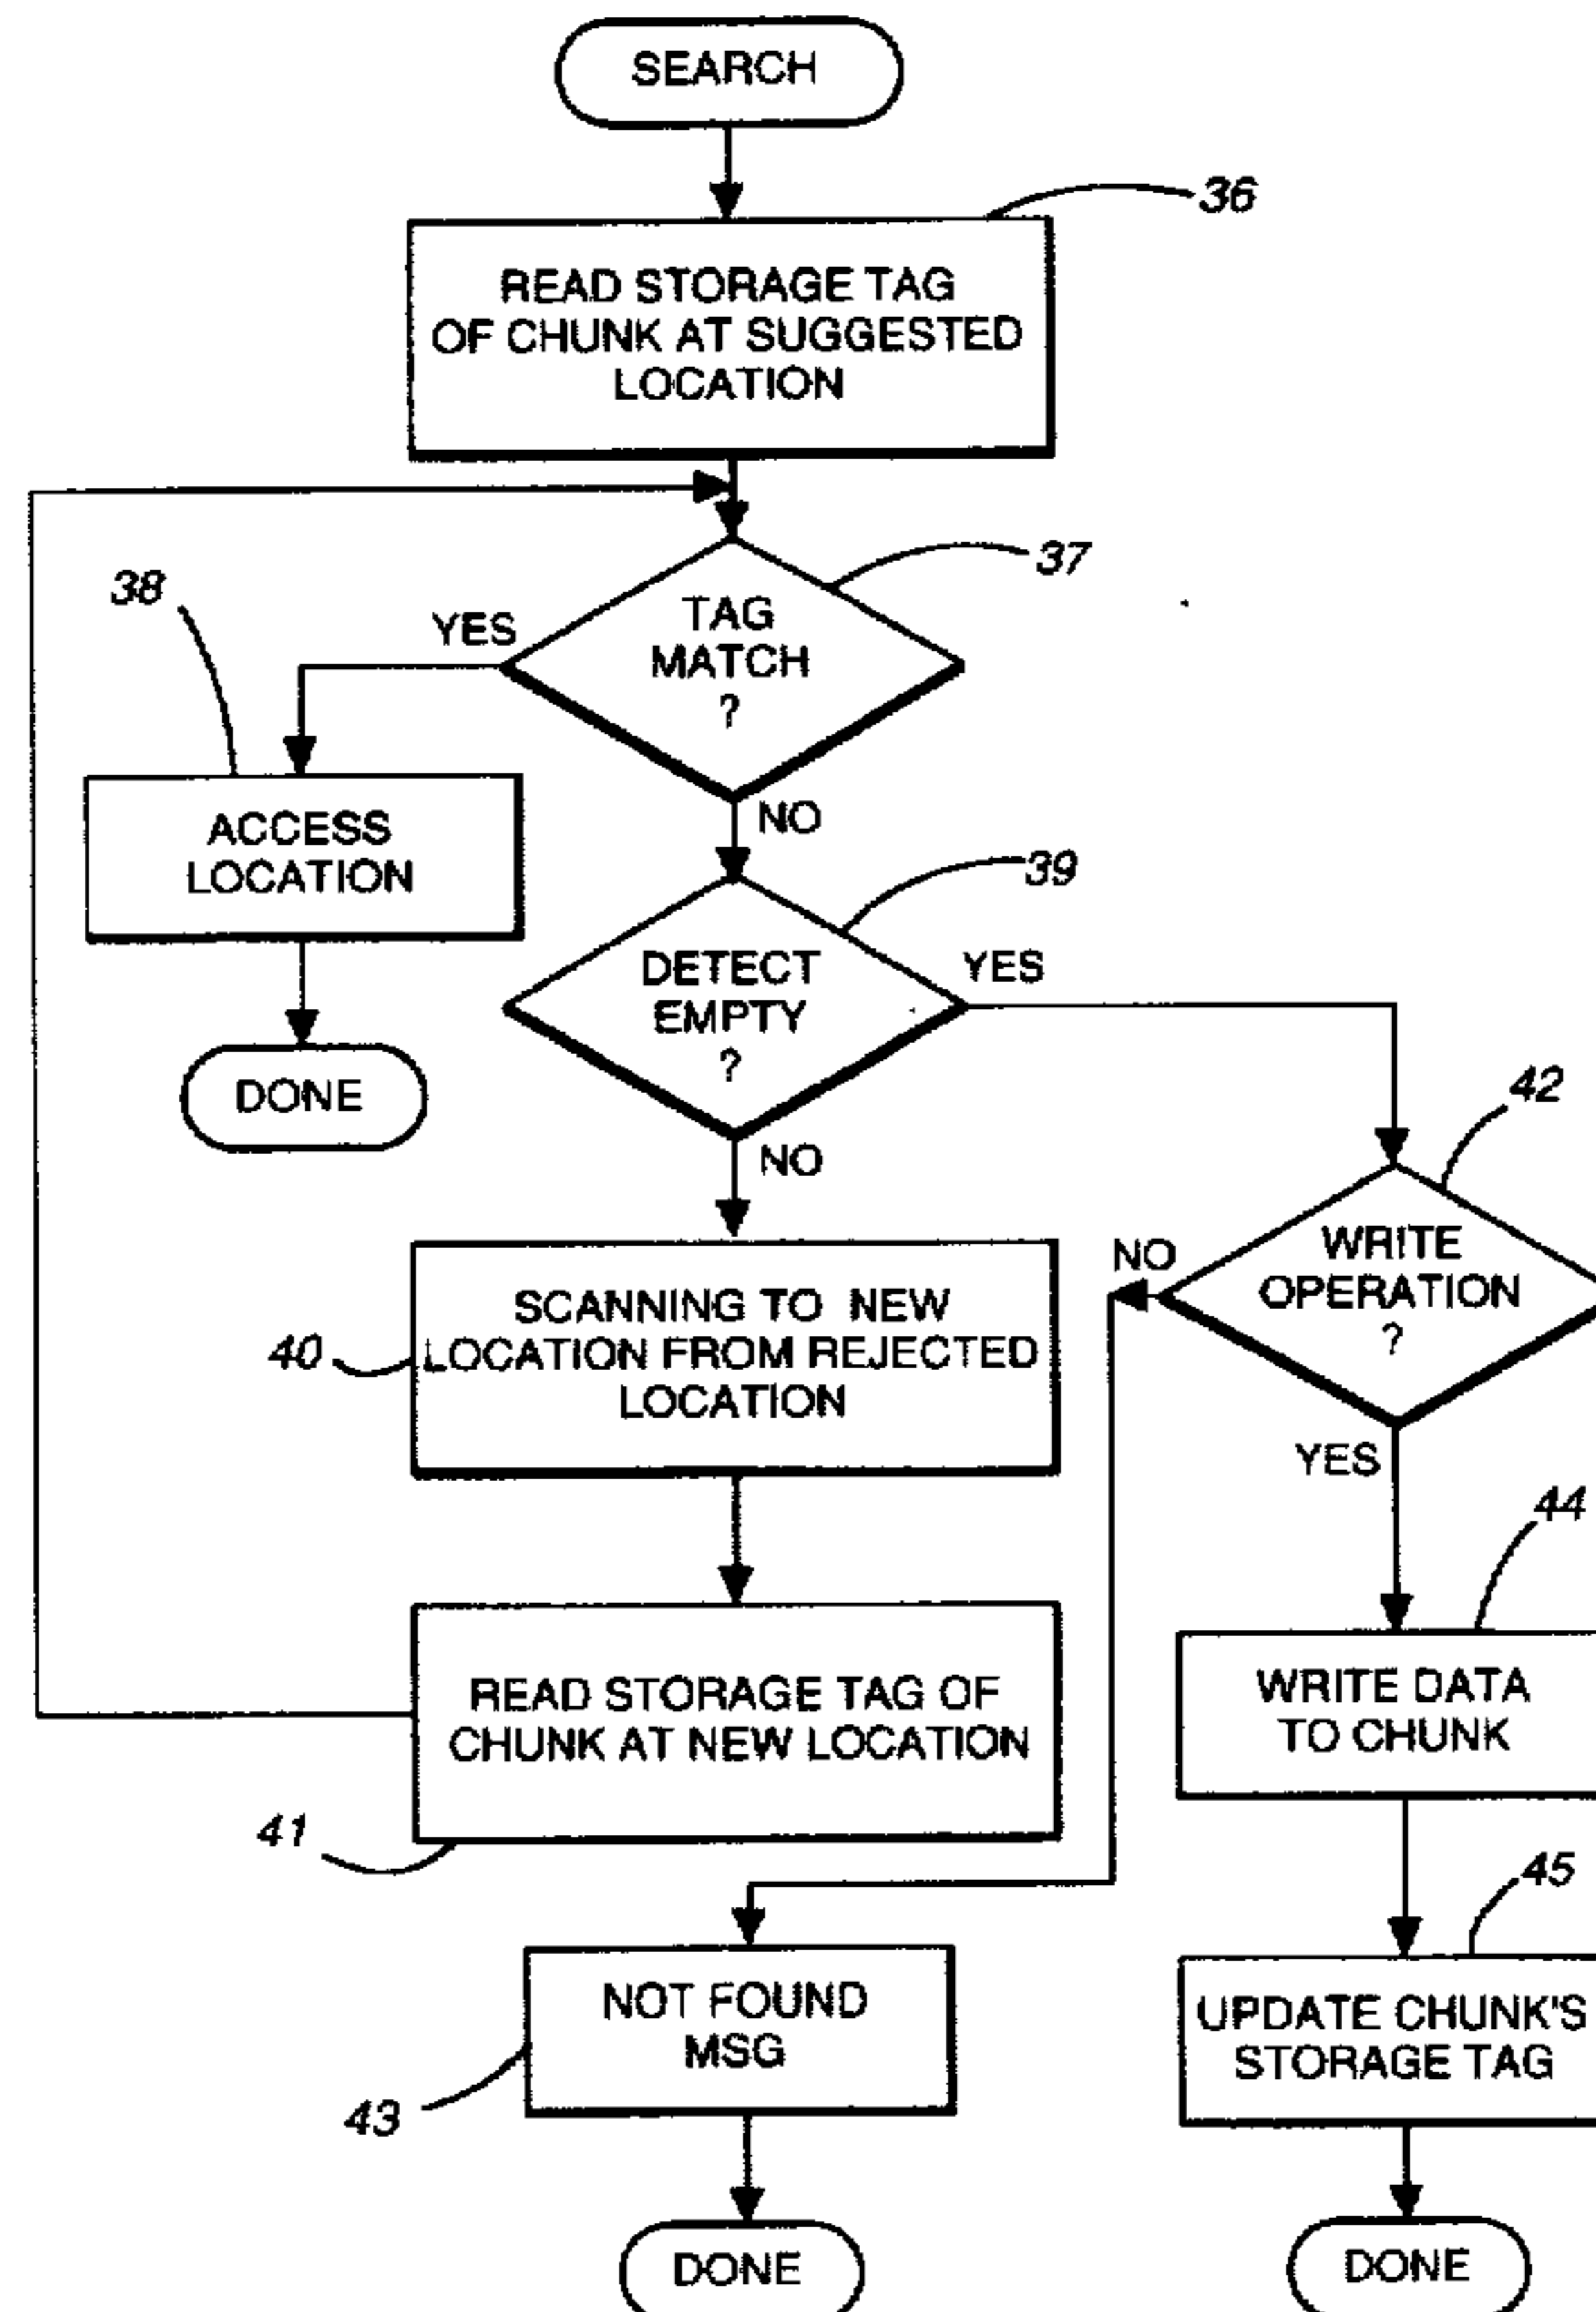 SEARCH
36
READ STORAGE TAG
OF CHUNK AT SUGGESTED
LOCATION
37
38
YES
TAG
MATCH
?
NO
ACCESS
LOCATION
39
DETECT
EMPTY
?
YES
DONE
42
NO
WRITE
OPERATION
?
NO
SCANNING TO NEW
LOCATION FROM REJECTED
LOCATION
40
YES
44
READ STORAGE TAG OF
CHUNK AT NEW LOCATION
41
WRITE DATA
TO CHUNK
45
NOT FOUND
MSG
43
UPDATE CHUNK'S
STORAGE TAG
DONE
DONE